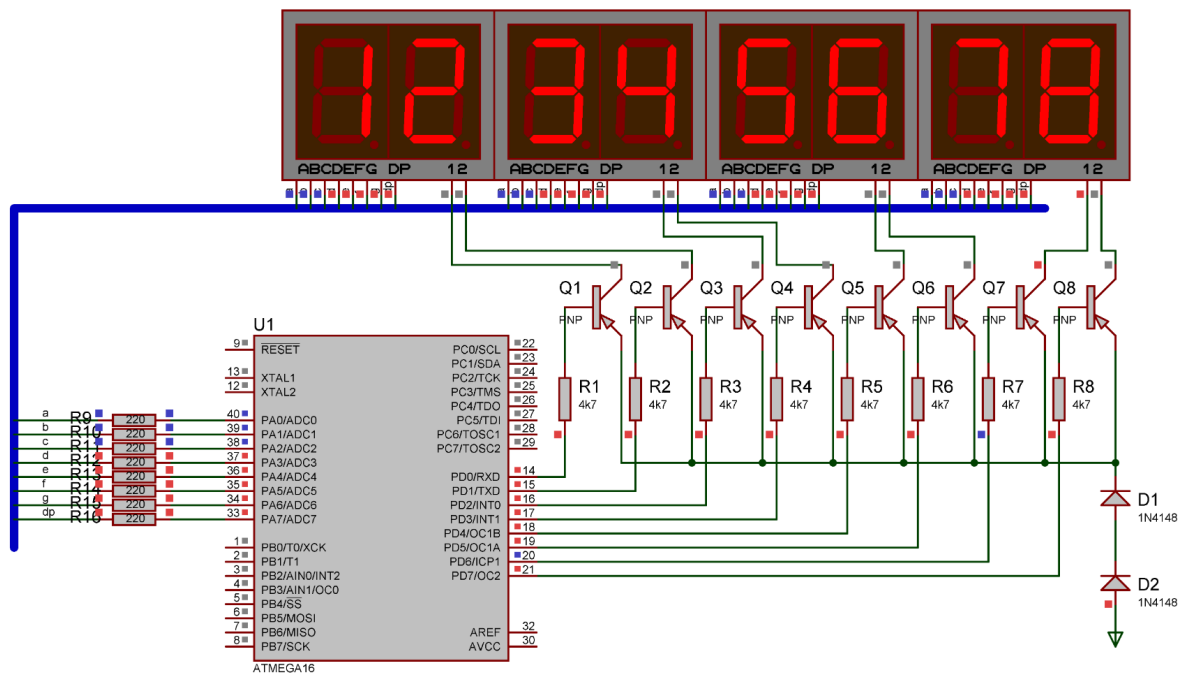 12 34 56 78
ABCDEFG DP 12 ABCDEFG DP 12 ABCDEFG DP 12 ABCDEFG DP 12
a b c d e f g dp a b c d e f g dp a b c d e f g dp a b c d e f g dp
Q1 Q2 Q3 Q4 Q5 Q6 Q7 Q8
PNP PNP PNP PNP PNP PNP PNP PNP
R1 R2 R3 R4 R5 R6 R7 R8
4k7 4k7 4k7 4k7 4k7 4k7 4k7 4k7
U1
9 RESET PC0/SCL 22
PC1/SDA 23
13 XTAL1 PC2/TCK 24
12 XTAL2 PC3/TMS 25
PC4/TDO 26
a R9 220 40 PA0/ADC0 PC5/TDI 27
b R10 220 39 PA1/ADC1 PC6/TOSC1 28
c R11 220 38 PA2/ADC2 PC7/TOSC2 29
d R12 220 37 PA3/ADC3
e R13 220 36 PA4/ADC4 PD0/RXD 14
f R14 220 35 PA5/ADC5 PD1/TXD 15
g R15 220 34 PA6/ADC6 PD2/INT0 16
dp R16 220 33 PA7/ADC7 PD3/INT1 17
PD4/OC1B 18
1 PB0/T0/XCK PD5/OC1A 19
2 PB1/T1 PD6/ICP1 20
3 PB2/AIN0/INT2 PD7/OC2 21
4 PB3/AIN1/OC0
5 PB4/SS
6 PB5/MOSI
7 PB6/MISO AREF 32
8 PB7/SCK AVCC 30
ATMEGA16
D1
1N4148
D2
1N4148